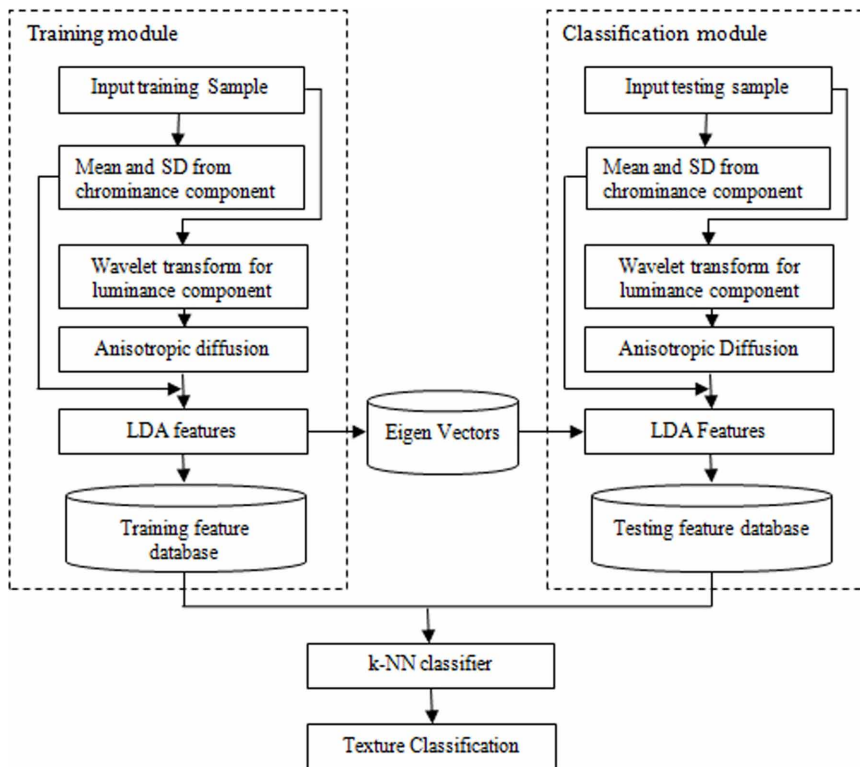 Training module
Input training Sample
Mean and SD from
chrominance component
Wavelet transform for
luminance component
Anisotropic diffusion
LDA features
Training feature
database
Eigen Vectors
Classification module
Input testing sample
Mean and SD from
chrominance component
Wavelet transform for
luminance component
Anisotropic Diffusion
LDA Features
Testing feature database
k-NN classifier
Texture Classification